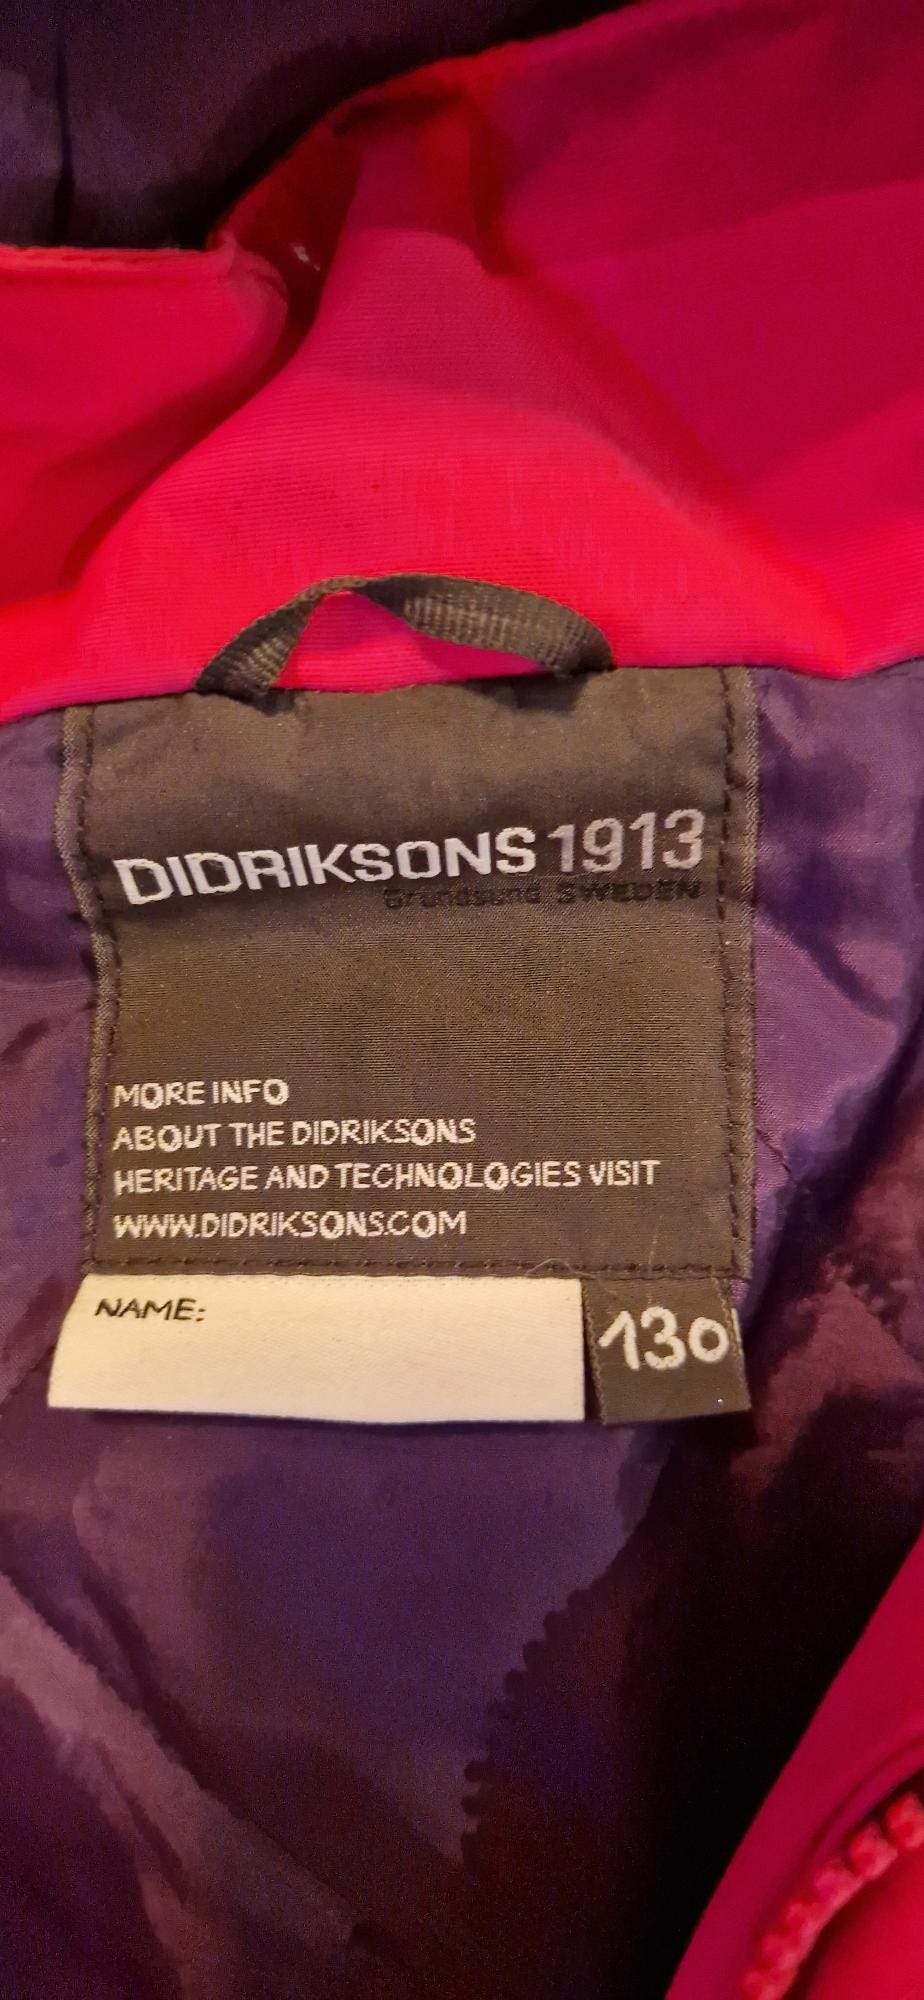 DIDRIKSONS 1913
Grundsund SWEDEN
MORE INFO
ABOUT THE DIDRIKSONS
HERITAGE AND TECHNOLOGIES VISIT
WWW.DIDRIKSONS.COM
NAME:
130